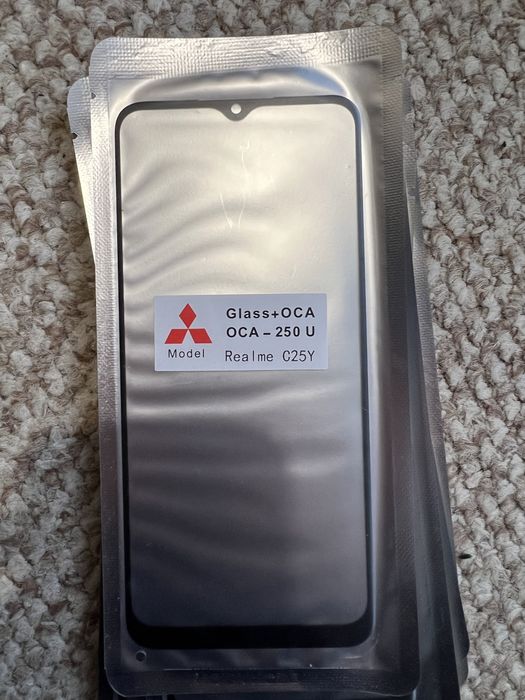 Glass+OCA
OCA – 250 U
Model Realme C25Y